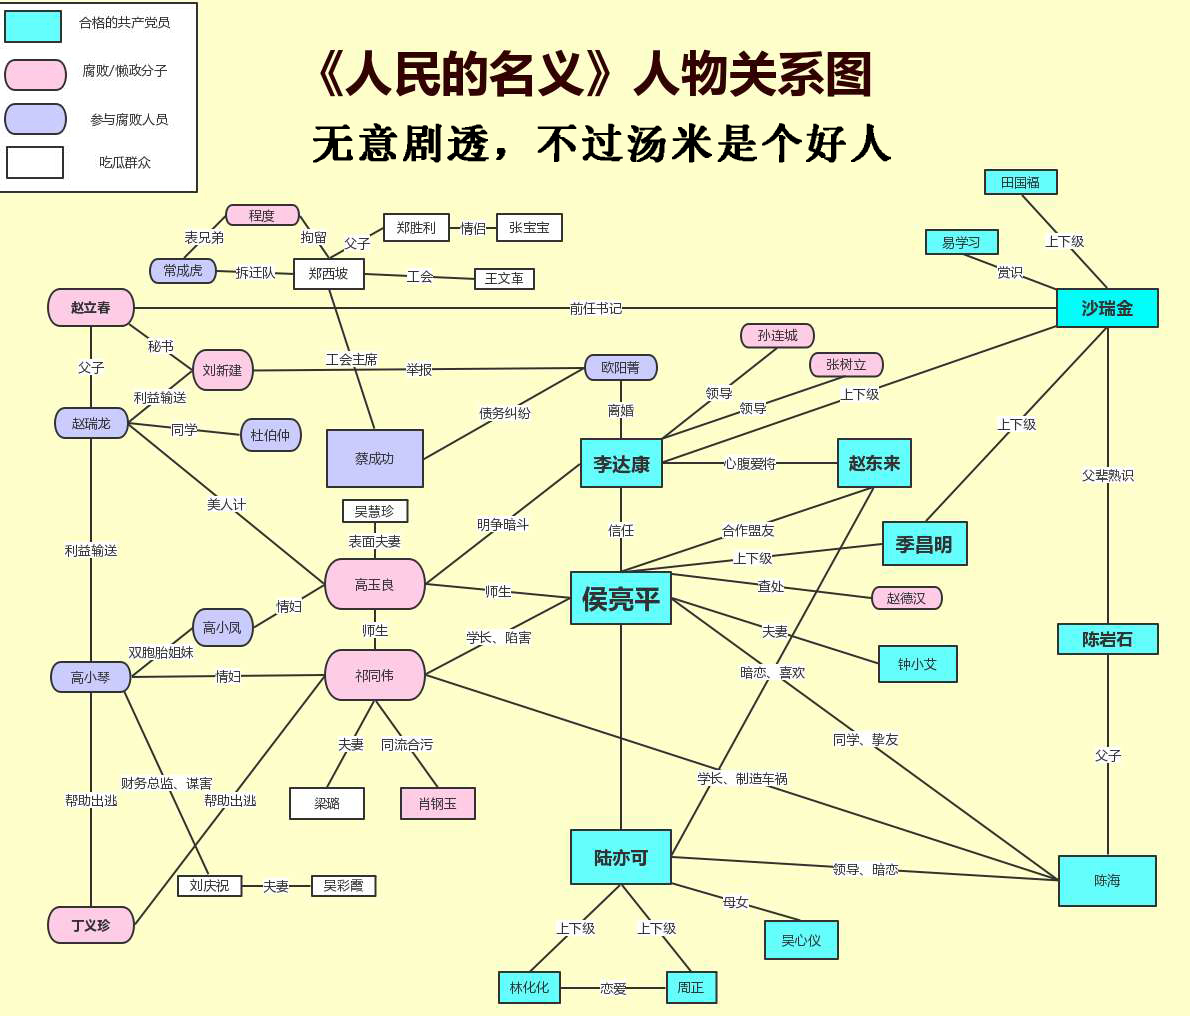 合格的共产党员
腐败/懒政分子
参与腐败人员
吃瓜群众
《人民的名义》人物关系图
无意剧透，不过汤米是个好人
田国福
上下级
易学习
赏识
沙瑞金
程度
表兄弟
拘留
父子
郑胜利
情侣
张宝宝
常成虎
拆迁队
郑西坡
工会
王文革
赵立春
前任书记
秘书
父子
刘新建
举报
工会主席
欧阳菁
孙连城
张树立
领导
领导
上下级
上下级
利益输送
赵瑞龙
同学
杜伯仲
债务纠纷
离婚
蔡成功
李达康
心腹爱将
赵东来
父辈熟识
美人计
吴慧珍
表面夫妻
明争暗斗
信任
合作盟友
季昌明
上下级
利益输送
高玉良
师生
侯亮平
查处
赵德汉
情妇
高小凤
师生
学长、陷害
夫妻
陈岩石
双胞胎姐妹
高小琴
情妇
祁同伟
暗恋、喜欢
钟小艾
夫妻
同流合污
同学、挚友
父子
财务总监、谋害
帮助出逃
帮助出逃
梁璐
肖钢玉
学长、制造车祸
陆亦可
领导、暗恋
陈海
刘庆祝
夫妻
吴彩霞
丁义珍
母女
上下级
上下级
吴心仪
林化化
恋爱
周正